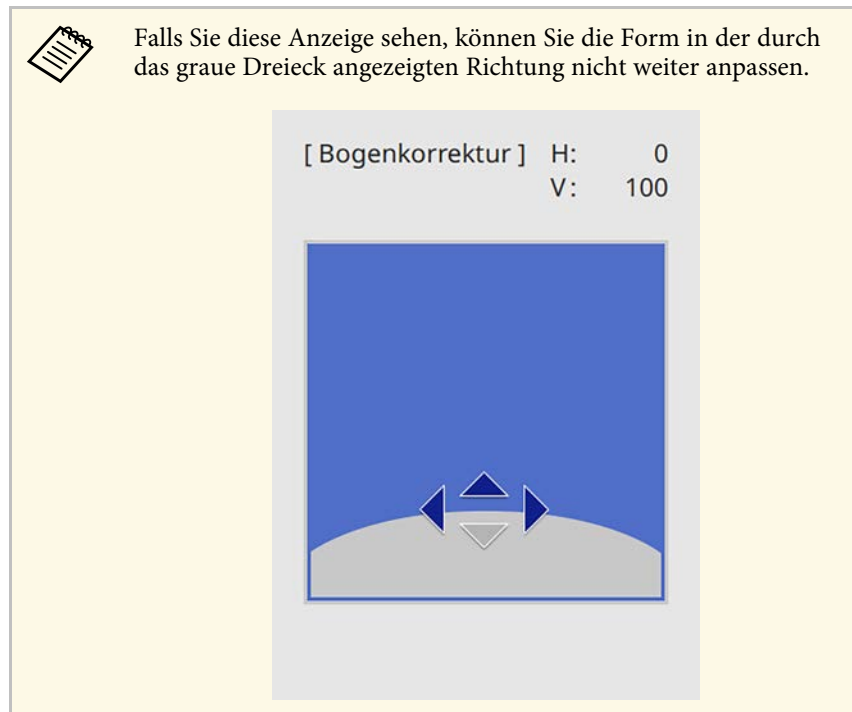 Falls Sie diese Anzeige sehen, können Sie die Form in der durch
das graue Dreieck angezeigten Richtung nicht weiter anpassen.
[ Bogenkorrektur ] H: 0
V: 100